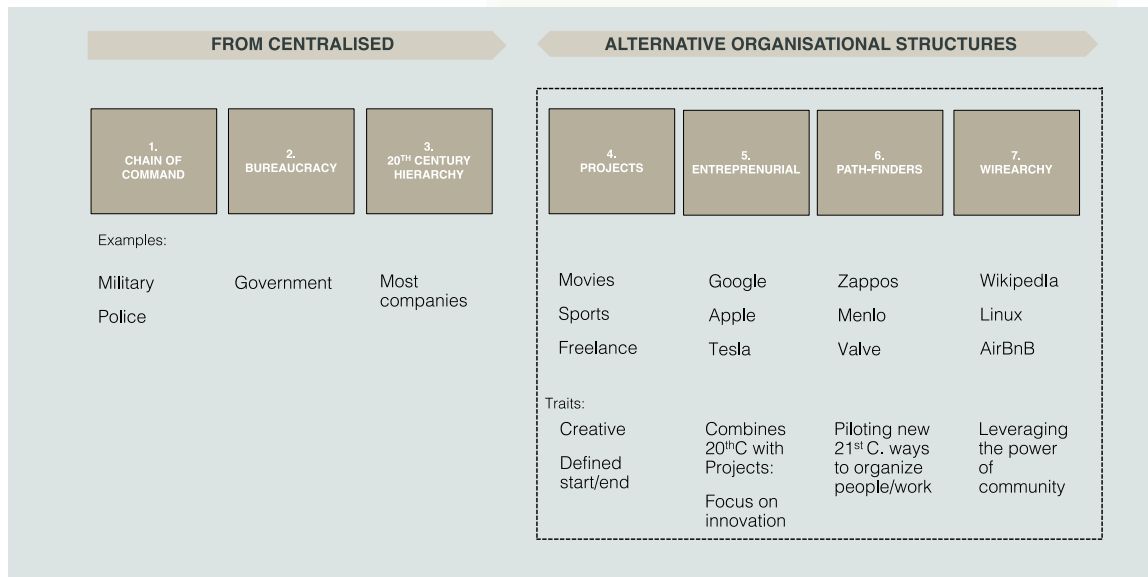 FROM CENTRALISED
ALTERNATIVE ORGANISATIONAL STRUCTURES
1.
CHAIN OF
COMMAND
2.
BUREAUCRACY
3.
20TH CENTURY
HIERARCHY
4.
PROJECTS
5.
ENTREPRENURIAL
6.
PATH-FINDERS
7.
WIREARCHY
Examples:
Military
Police
Government
Most
companies
Movies
Sports
Freelance
Google
Apple
Tesla
Zappos
Menlo
Valve
Wikipedla
Linux
AirBnB
Traits:
Creative
Defined
start/end
Combines
20thC with
Projects:
Focus on
innovation
Piloting new
21st C. ways
to organize
people/work
Leveraging
the power
of
community